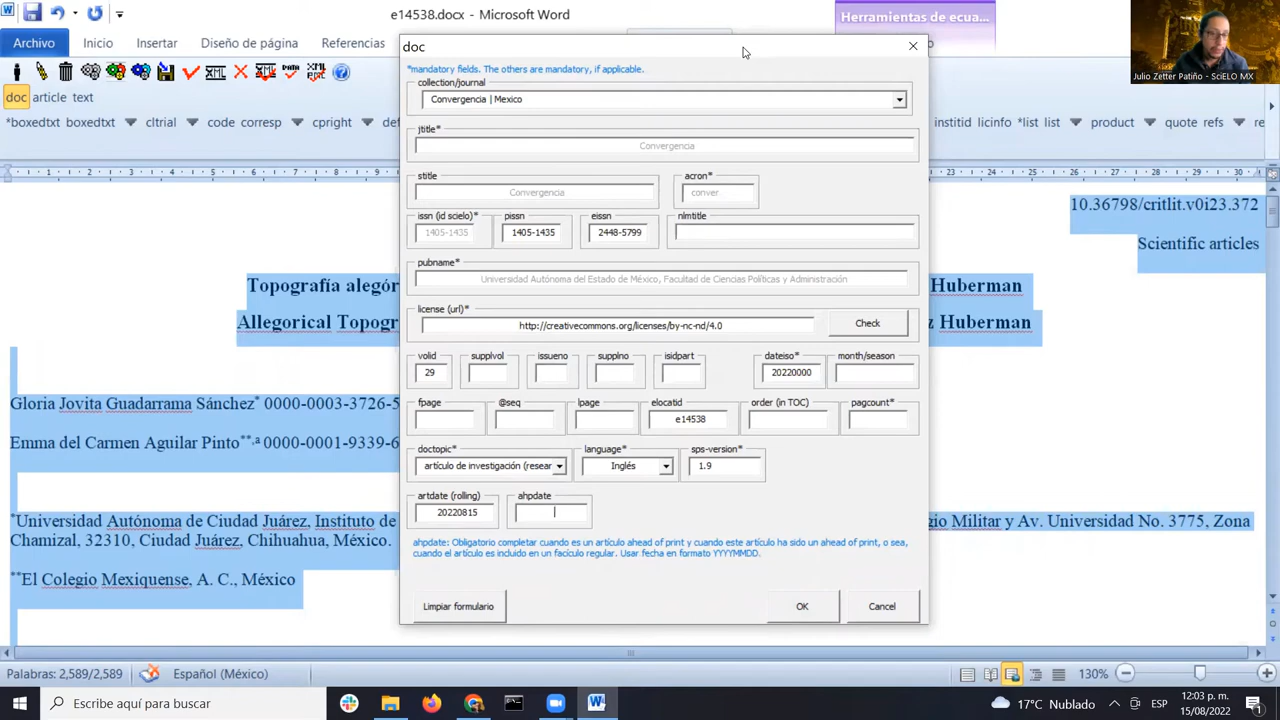 e14538.docx - Microsoft Word
Herramientas de ecua...
Archivo Inicio Insertar Diseño de página Referencias
Julio Zetter Patiño - SciELO MX
doc article text
*boxedtxt boxedtxt cltrial code corresp cpright
institid licinfo *list list product quote refs
doc
*mandatory fields. The others are mandatory, if applicable.
collection/journal
Convergencia | Mexico
jtitle*
Convergencia
stitle acron*
Convergencia conver
issn (id scielo)* pissn eissn nlmtitle
1405-1435 1405-1435 2448-5799
pubname*
Universidad Autónoma del Estado de México, Facultad de Ciencias Políticas y Administración
license (url)*
http://creativecommons.org/licenses/by-nc-nd/4.0 Check
volid supplvol issueno supplno isidpart dateiso* month/season
29 20220000
fpage @seq lpage elocatid order (in TOC) pagcount*
e14538
doctopic* language* sps-version*
artículo de investigación (resear Inglés 1.9
artdate (rolling) ahpdate
20220815
ahpdate: Obligatorio completar cuando es un artículo ahead of print y cuando este artículo ha sido un ahead of print, o sea,
cuando el artículo es incluido en un facículo regular. Usar fecha en formato YYYYMMDD.
Limpiar formulario OK Cancel
10.36798/critlit.v0i23.372
Scientific articles
Topografía alegór Huberman
Allegorical Topogr z Huberman
Gloria Jovita Guadarrama Sánchez* 0000-0003-3726-5
Emma del Carmen Aguilar Pinto**,a 0000-0001-9339-6
*Universidad Autónoma de Ciudad Juárez, Instituto de gio Militar y Av. Universidad No. 3775, Zona
Chamizal, 32310, Ciudad Juárez, Chihuahua, México.
**El Colegio Mexiquense, A. C., México
Palabras: 2,589/2,589 Español (México) 130%
Escribe aquí para buscar 17°C Nublado ESP 12:03 p. m.
15/08/2022